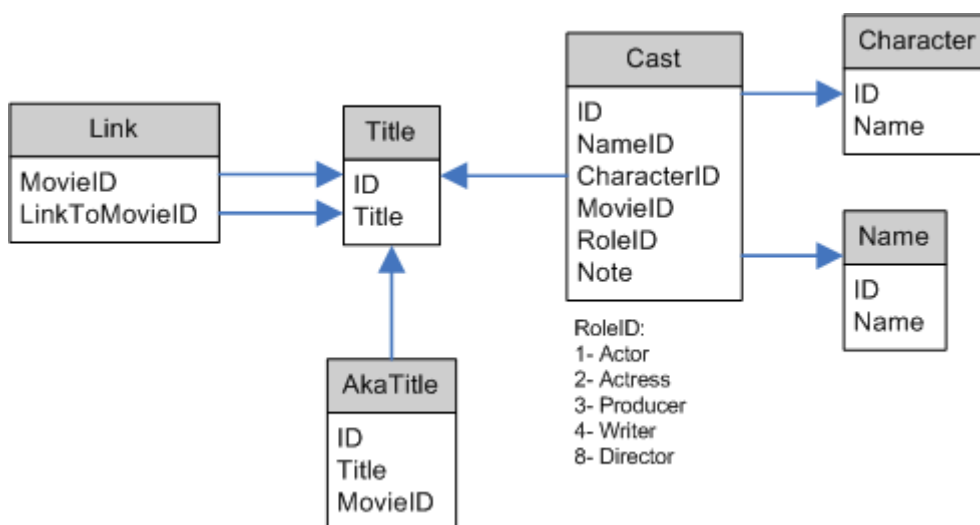 Link
MovieID
LinkToMovieID
Title
ID
Title
AkaTitle
ID
Title
MovieID
Cast
ID
NameID
CharacterID
MovieID
RoleID
Note
RoleID:
1- Actor
2- Actress
3- Producer
4- Writer
8- Director
Character
ID
Name
Name
ID
Name